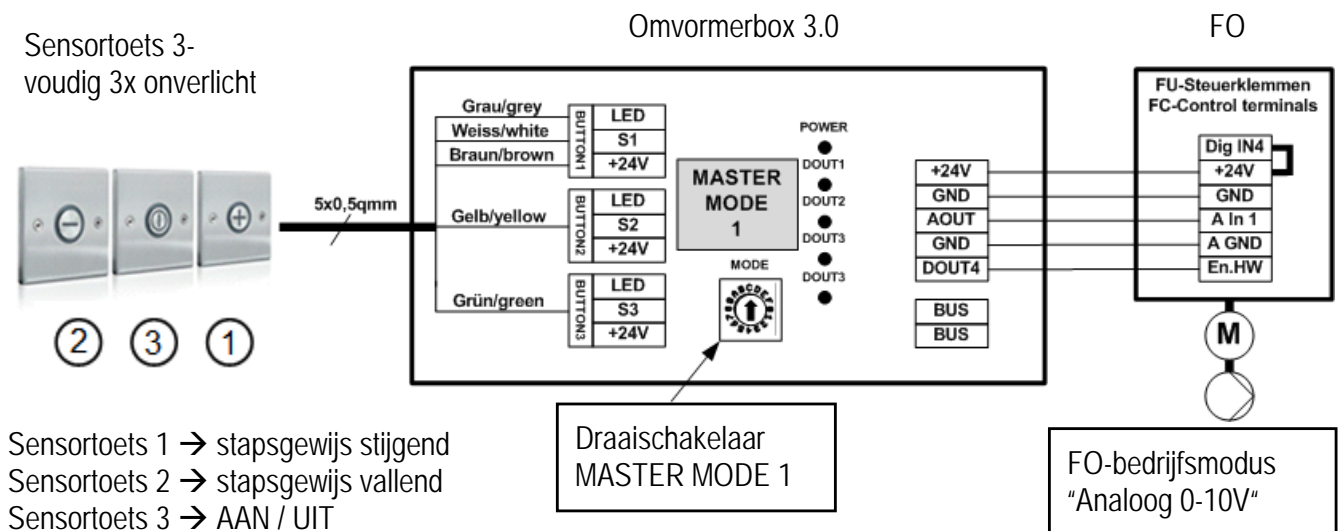 Sensortoets 3-
voudig 3x onverlicht
Omvormerbox 3.0
FO
Grau/grey
Weiss/white
Braun/brown
Gelb/yellow
Grün/green
5x0,5qmm
BUTTON1
LED
S1
+24V
BUTTON2
LED
S2
+24V
BUTTON3
LED
S3
+24V
MASTER
MODE
1
MODE
POWER
DOUT1
DOUT2
DOUT3
DOUT3
+24V
GND
AOUT
GND
DOUT4
BUS
BUS
FU-Steuerklemmen
FC-Control terminals
Dig IN4
+24V
GND
A In 1
A GND
En.HW
M
2
3
1
Sensortoets 1 → stapsgewijs stijgend
Sensortoets 2 → stapsgewijs vallend
Sensortoets 3 → AAN / UIT
Draaischakelaar
MASTER MODE 1
FO-bedrijfsmodus
"Analoog 0-10V"